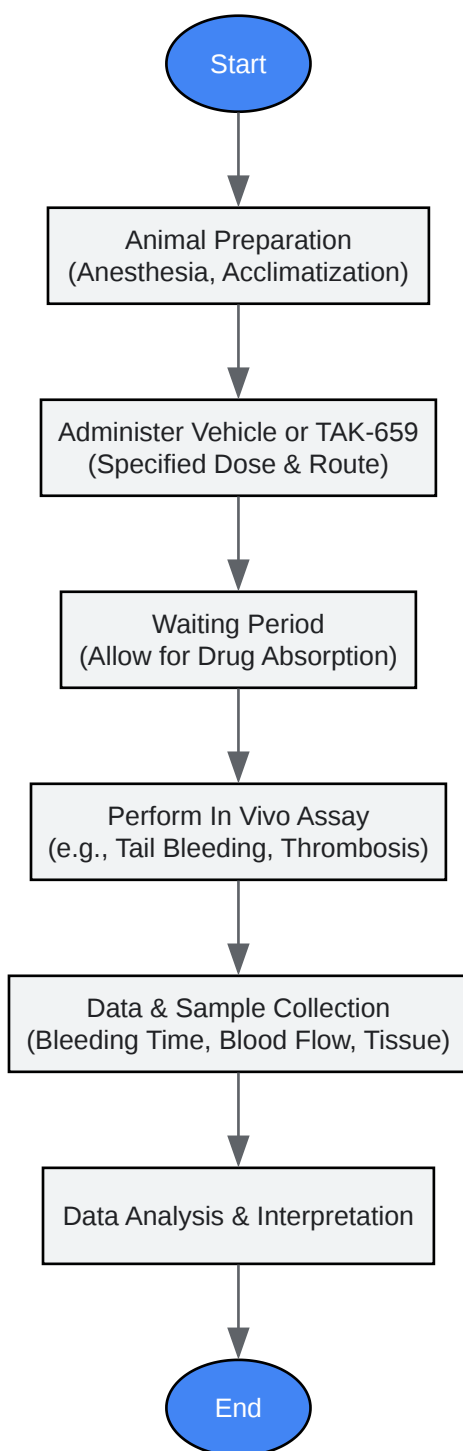 Start
Animal Preparation
(Anesthesia, Acclimatization)
Administer Vehicle or TAK-659
(Specified Dose & Route)
Waiting Period
(Allow for Drug Absorption)
Perform In Vivo Assay
(e.g., Tail Bleeding, Thrombosis)
Data & Sample Collection
(Bleeding Time, Blood Flow, Tissue)
Data Analysis & Interpretation
End